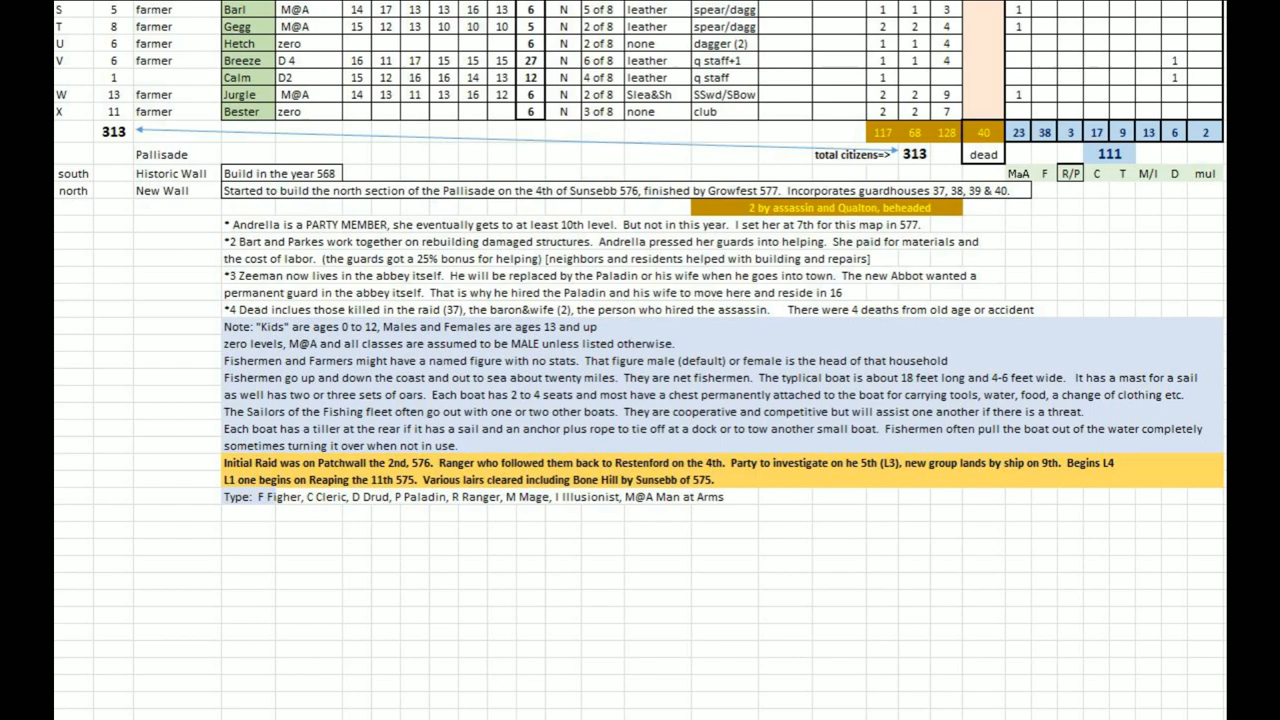 S 5 farmer Barl M@A 14 17 13 13 16 13 6 N 5 of 8 leather spear/dagg 1 1 3 1
T 8 farmer Gegg M@A 15 12 13 10 10 10 5 N 2 of 8 leather spear/dagg 2 2 4 1
U 6 farmer Hetch zero 6 N 2 of 8 none dagger (2) 1 1 4
V 6 farmer Breeze D 4 16 11 17 15 15 15 27 N 6 of 8 leather q staff+1 1 1 4 1
1 Calm D2 12 15 16 16 14 13 12 N 4 of 8 leather q staff 1 1
W 13 farmer Jurgle M@A 14 13 11 13 16 12 6 N 2 of 8 Slea&Sh SSwd/SBow 2 2 9 1
X 11 farmer Bester zero 6 N 3 of 8 none club 2 2 7
313 117 68 128 40 23 38 3 17 9 13 6 2
Pallisade total citizens=> 313 dead 111
south Historic Wall Build in the year 568 MaA F R/P C T M/I D mul
north New Wall Started to build the north section of the Pallisade on the 4th of Sunsebb 576, finished by Growfest 577. Incorporates guardhouses 37, 38, 39 & 40.
2 by assassin and Qualton, beheaded
* Andrella is a PARTY MEMBER, she eventually gets to at least 10th level. But not in this year. I set her at 7th for this map in 577.
*2 Bart and Parkes work together on rebuilding damaged structures. Andrella pressed her guards into helping. She paid for materials and
the cost of labor. (the guards got a 25% bonus for helping) [neighbors and residents helped with building and repairs]
*3 Zeeman now lives in the abbey itself. He will be replaced by the Paladin or his wife when he goes into town. The new Abbot wanted a
permanent guard in the abbey itself. That is why he hired the Paladin and his wife to move here and reside in 16
*4 Dead inclues those killed in the raid (37), the baron&wife (2), the person who hired the assassin. There were 4 deaths from old age or accident
Note: "Kids" are ages 0 to 12, Males and Females are ages 13 and up
zero levels, M@A and all classes are assumed to be MALE unless listed otherwise.
Fishermen and Farmers might have a named figure with no stats. That figure male (default) or female is the head of that household
Fishermen go up and down the coast and out to sea about twenty miles. They are net fishermen. The typlical boat is about 18 feet long and 4-6 feet wide. It has a mast for a sail
as well has two or three sets of oars. Each boat has 2 to 4 seats and most have a chest permanently attached to the boat for carrying tools, water, food, a change of clothing etc.
The Sailors of the Fishing fleet often go out with one or two other boats. They are cooperative and competitive but will assist one another if there is a threat.
Each boat has a tiller at the rear if it has a sail and an anchor plus rope to tie off at a dock or to tow another small boat. Fishermen often pull the boat out of the water completely
sometimes turning it over when not in use.
Initial Raid was on Patchwall the 2nd, 576. Ranger who followed them back to Restenford on the 4th. Party to investigate on he 5th (L3), new group lands by ship on 9th. Begins L4
L1 one begins on Reaping the 11th 575. Various lairs cleared including Bone Hill by Sunsebb of 575.
Type: F Figher, C Cleric, D Drud, P Paladin, R Ranger, M Mage, I Illusionist, M@A Man at Arms